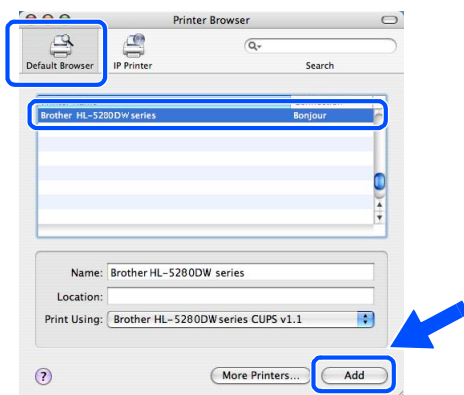 Printer Browser
Default Browser
IP Printer
Search
Brother HL-5280DW series Bonjour
Name: Brother HL-5280DW series
Location:
Print Using: Brother HL-5280DW series CUPS v1.1
?
More Printers...
Add